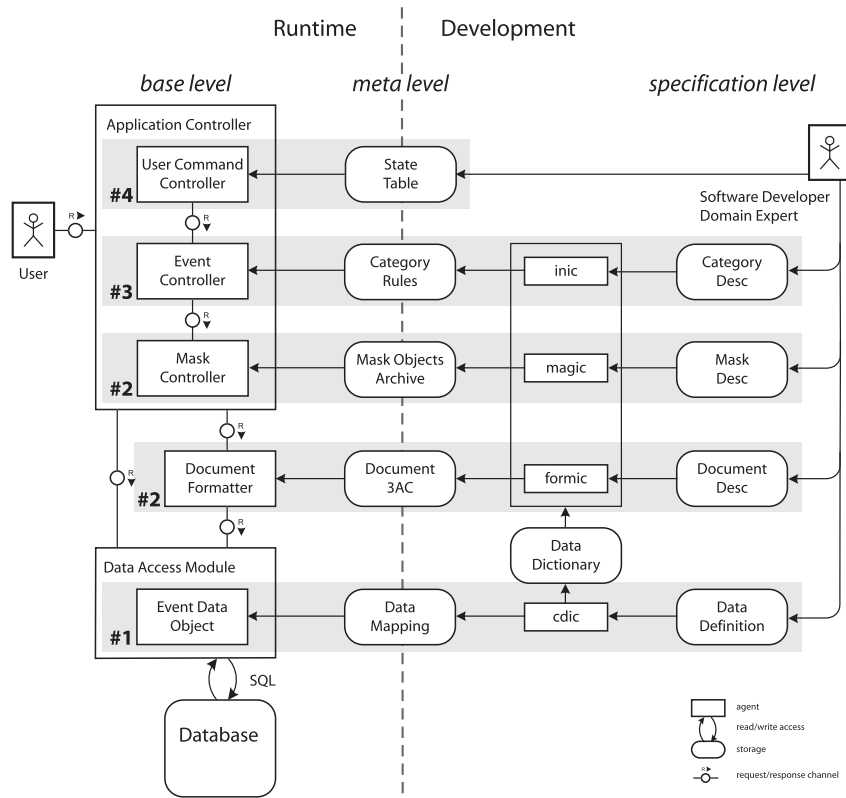 Runtime
Development
base level
meta level
specification level
Application Controller
User Command
Controller
#4
State
Table
Software Developer
Domain Expert
R
User
R
Event
Controller
#3
Category
Rules
inic
Category
Desc
R
Mask
Controller
#2
Mask Objects
Archive
magic
Mask
Desc
R
R
Document
Formatter
#2
Document
3AC
formic
Document
Desc
R
Data
Dictionary
Data Access Module
Event Data
Object
#1
Data
Mapping
cdic
Data
Definition
SQL
Database
agent
read/write access
storage
R
request/response channel